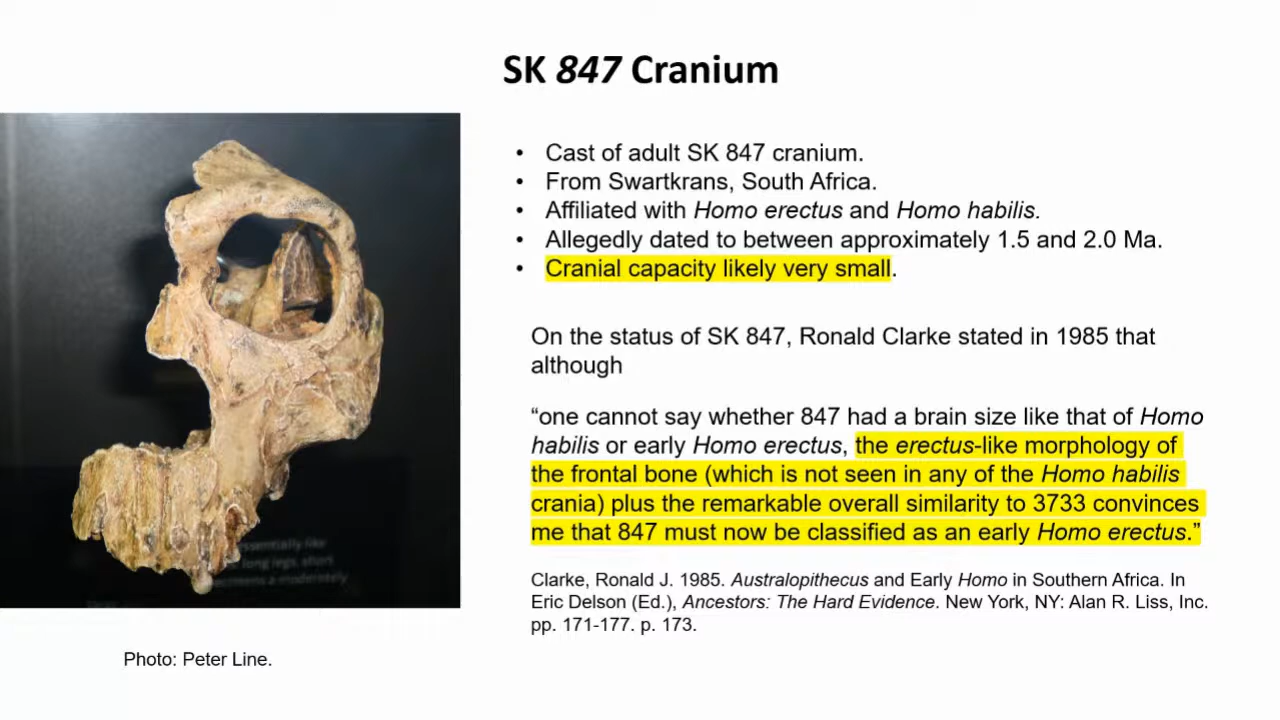 SK 847 Cranium
• Cast of adult SK 847 cranium.
• From Swartkrans, South Africa.
• Affiliated with Homo erectus and Homo habilis.
• Allegedly dated to between approximately 1.5 and 2.0 Ma.
• Cranial capacity likely very small.
On the status of SK 847, Ronald Clarke stated in 1985 that
although
“one cannot say whether 847 had a brain size like that of Homo
habilis or early Homo erectus, the erectus-like morphology of
the frontal bone (which is not seen in any of the Homo habilis
crania) plus the remarkable overall similarity to 3733 convinces
me that 847 must now be classified as an early Homo erectus.”
Clarke, Ronald J. 1985. Australopithecus and Early Homo in Southern Africa. In
Eric Delson (Ed.), Ancestors: The Hard Evidence. New York, NY: Alan R. Liss, Inc.
pp. 171-177. p. 173.
essentially like
long legs, short
a moderately
Photo: Peter Line.